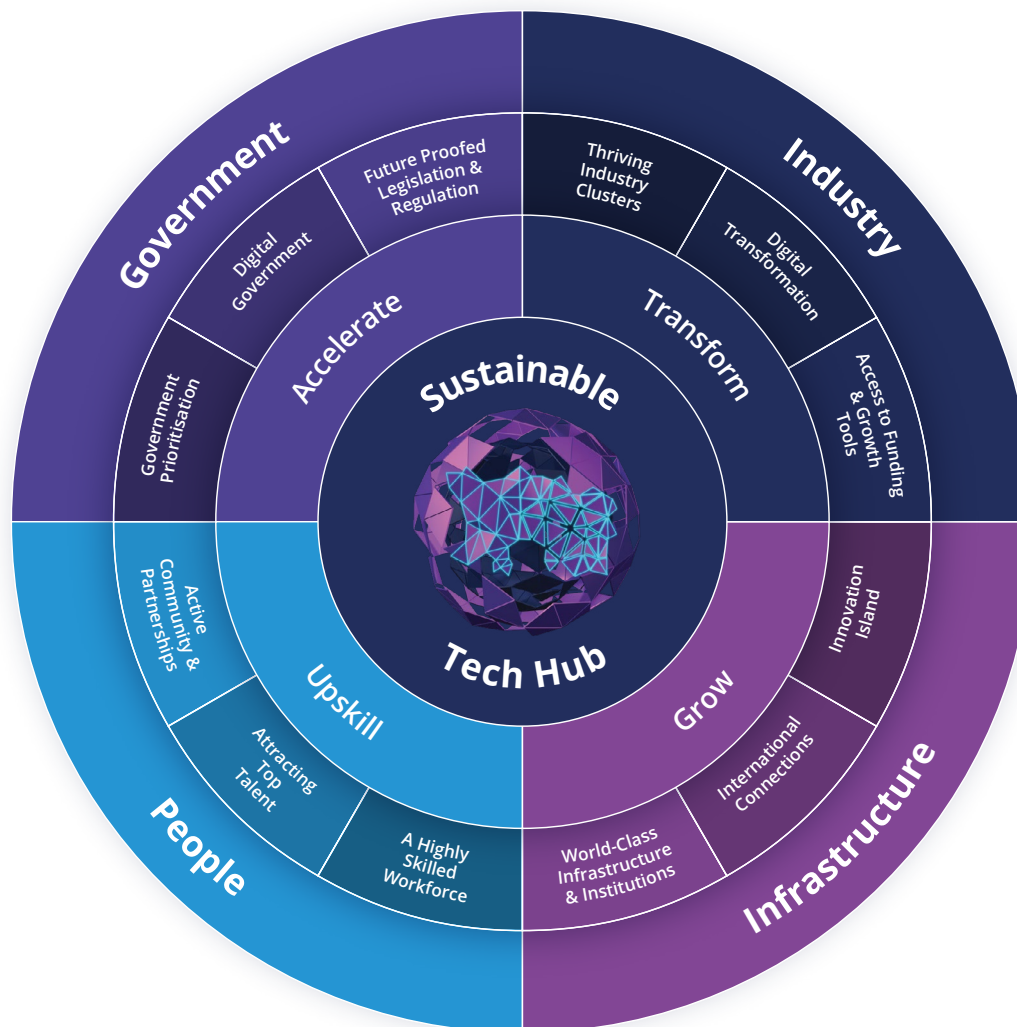 Government
Future Proofed
Legislation &
Regulation
Digital
Government
Government
Prioritisation
Accelerate
Industry
Thriving
Industry
Clusters
Digital
Transformation
Access to Funding
& Growth
Tools
Transform
Sustainable
Tech Hub
Active
Community &
Partnerships
Attracting
Top
Talent
A Highly
Skilled
Workforce
Upskill
People
Innovation
Island
International
Connections
World-Class
Infrastructure
& Institutions
Grow
Infrastructure